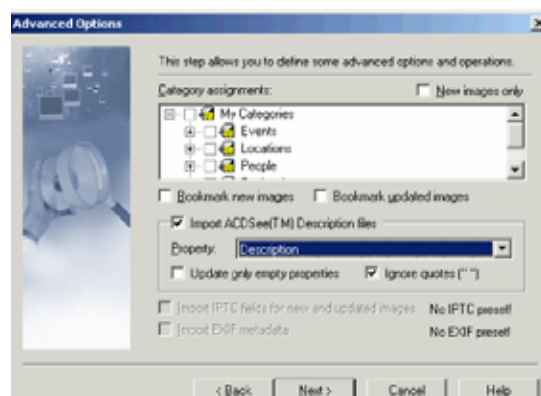 Advanced Options
This step allows you to define some advanced options and operations.
Category assignments:
New images only
My Categories
Events
Locations
People
Bookmark new images
Bookmark updated images
Import ACDSee(TM) Description files
Property:
Description
Update only empty properties
Ignore quotes (" ")
Import IPTC fields for new and updated images
No IPTC preset!
Import EXIF metadata
No EXIF preset!
< Back
Next >
Cancel
Help